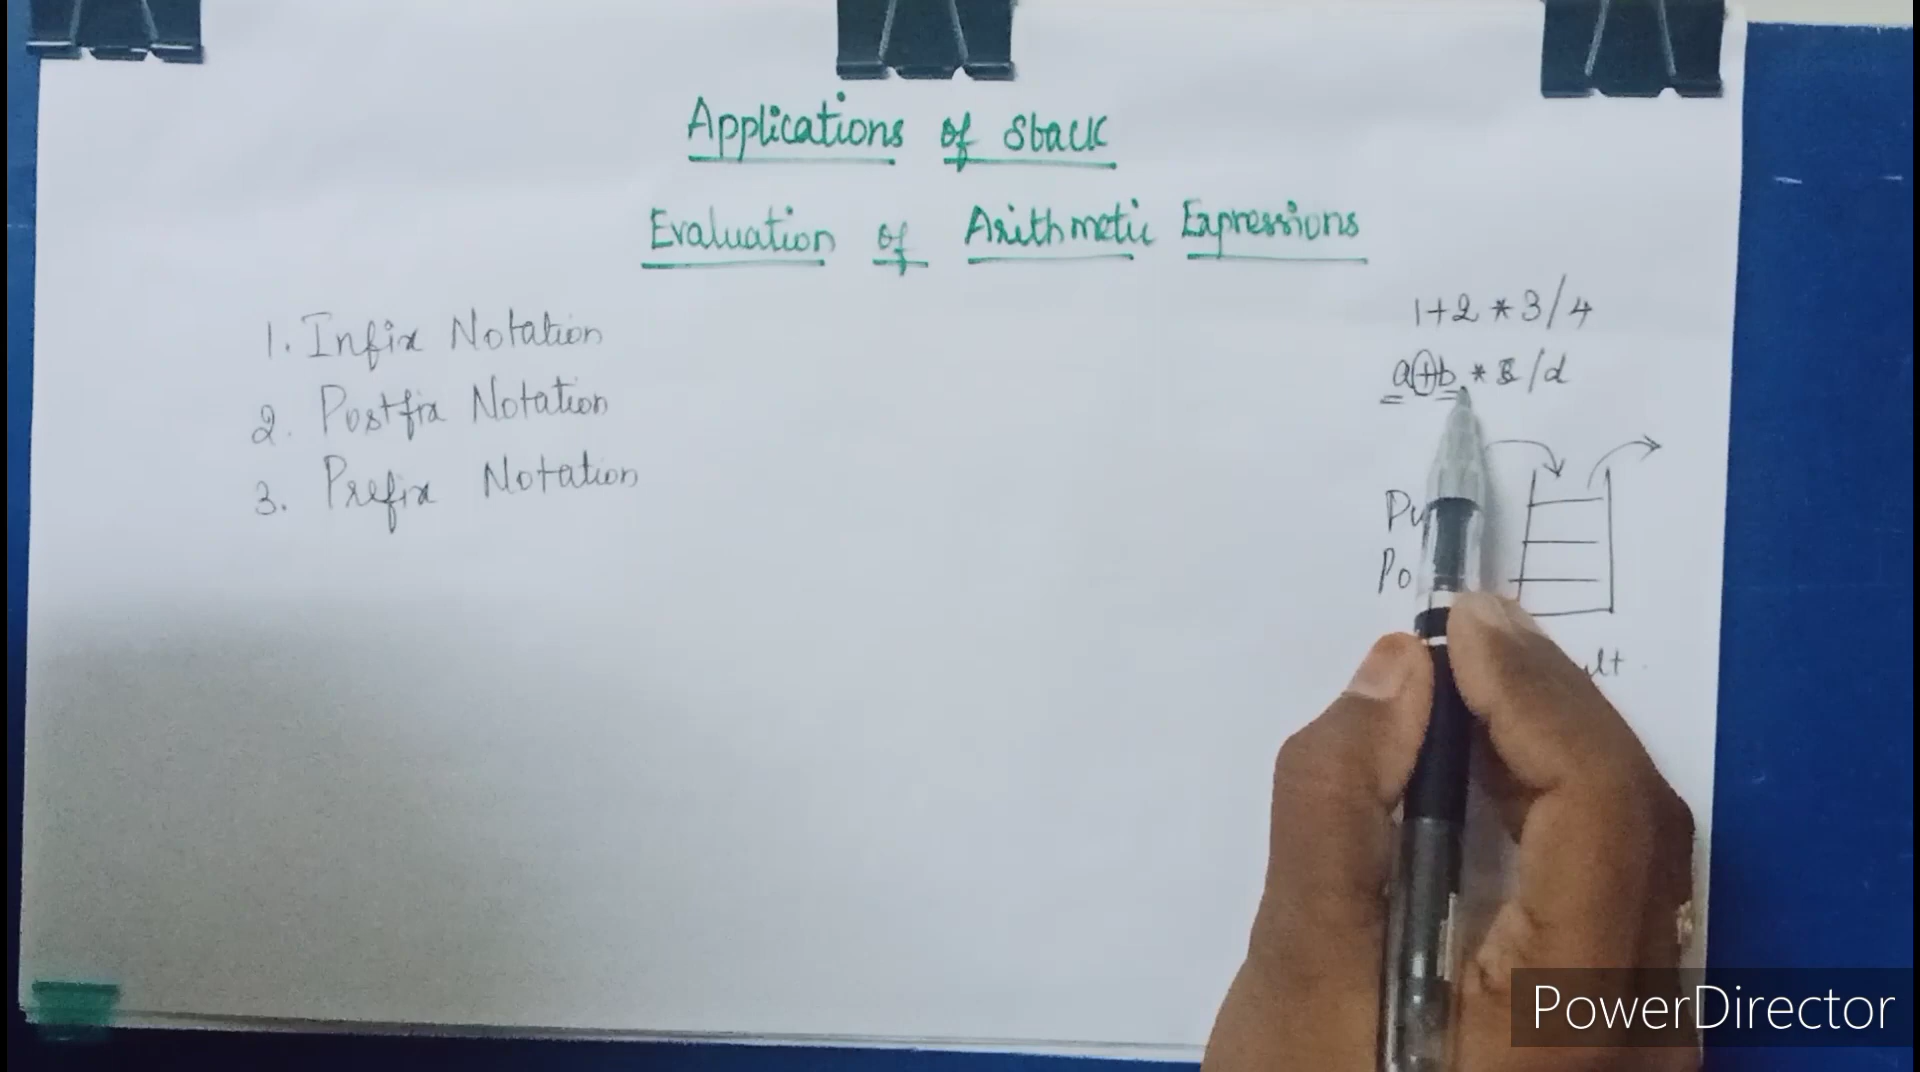 Applications of Stack
Evaluation of Arithmetic Expressions
1. Infix Notation
2. Postfix Notation
3. Prefix Notation
1+2 * 3/4
a+b * /d
PowerDirector